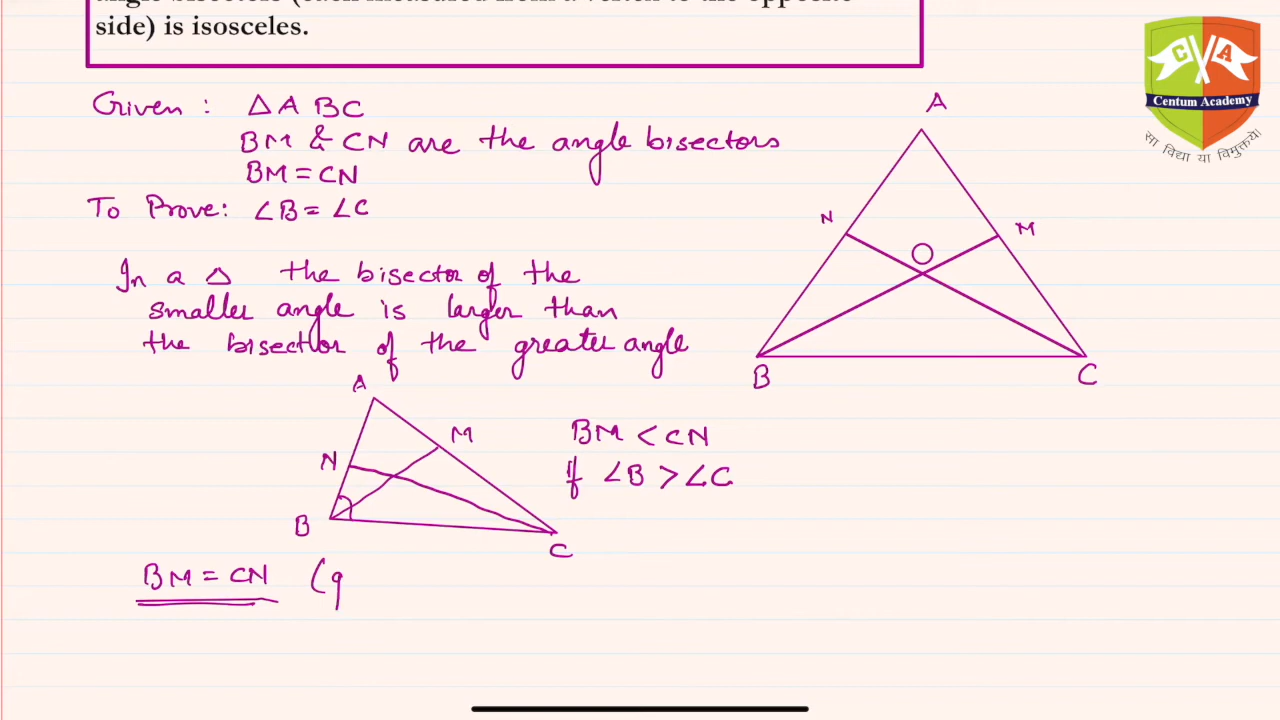 side) is isosceles.
Given : △ A BC
BM & CN are the angle bisectors
BM = CN
To Prove: ∠B = ∠C
In a △ the bisector of the
smaller angle is larger than
the bisector of the greater angle
A
N
M
O
B
C
A
M
N
B
C
BM < CN
if ∠B > ∠C
BM = CN (g
C A
Centum Academy
सा विद्या या विमुक्तये।